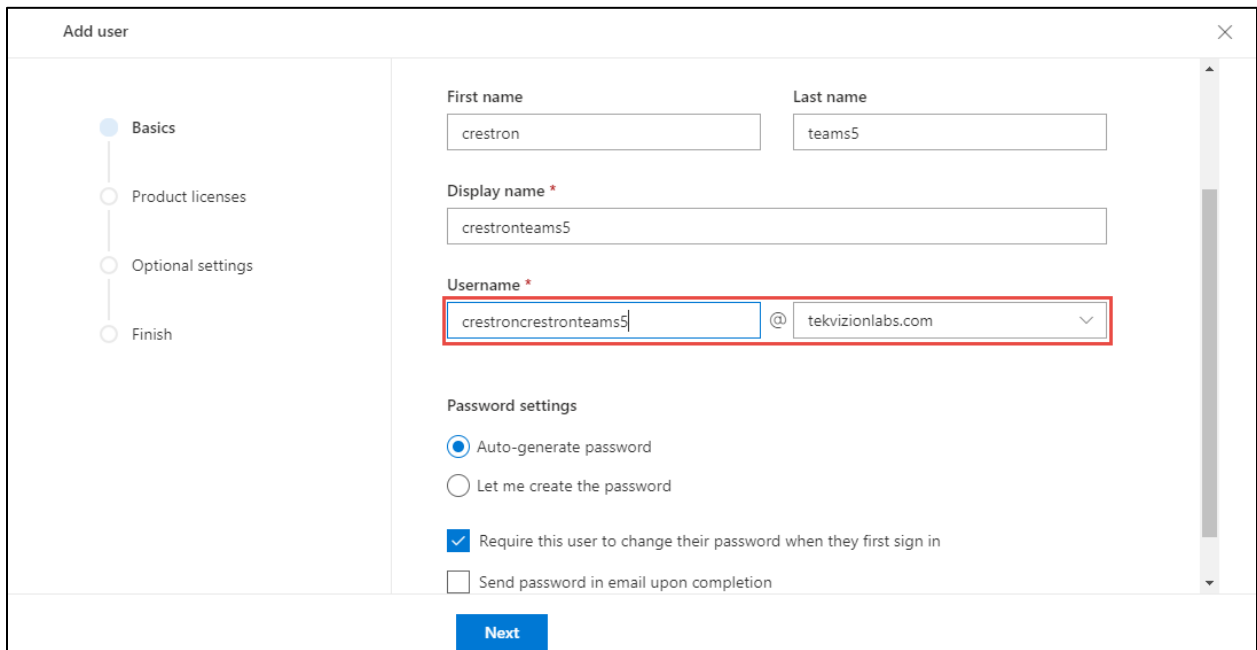 Add user
Basics
Product licenses
Optional settings
Finish
First name Last name
crestron teams5
Display name *
crestronteams5
Username *
crestroncrestronteams5 @ tekvizionlabs.com
Password settings
Auto-generate password
Let me create the password
Require this user to change their password when they first sign in
Send password in email upon completion
Next